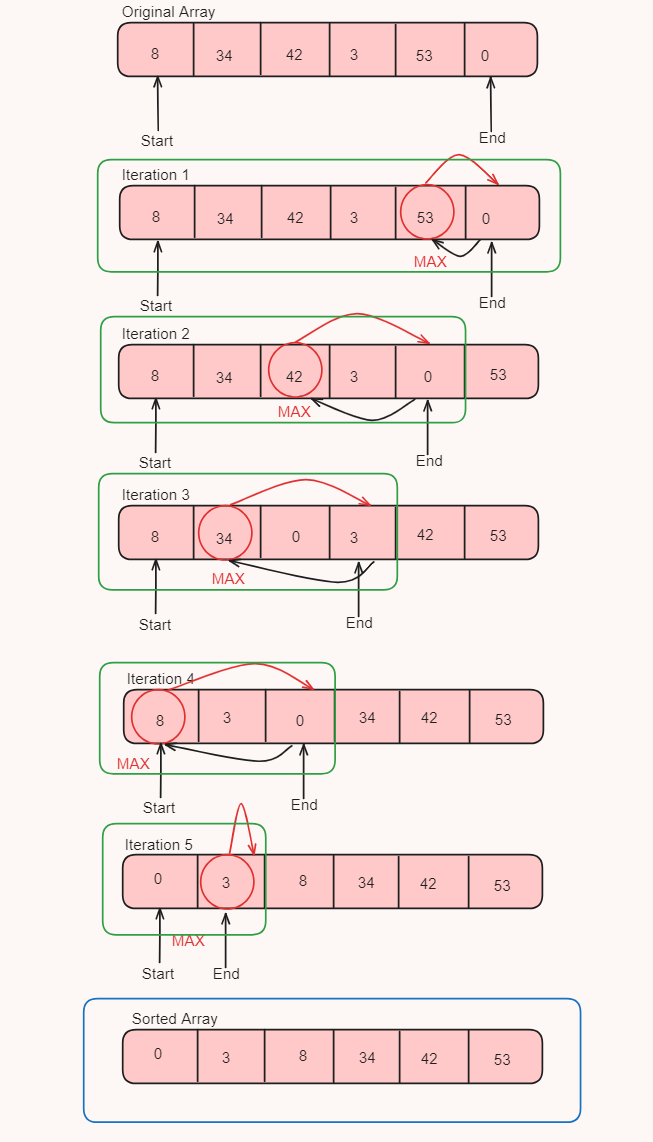 Original Array
8 34 42 3 53 0
Start End
Iteration 1
8 34 42 3 53 0
MAX
Start End
Iteration 2
8 34 42 3 0 53
MAX
Start End
Iteration 3
8 34 0 3 42 53
MAX
Start End
Iteration 4
8 3 0 34 42 53
MAX
Start End
Iteration 5
0 3 8 34 42 53
MAX
Start End
Sorted Array
0 3 8 34 42 53